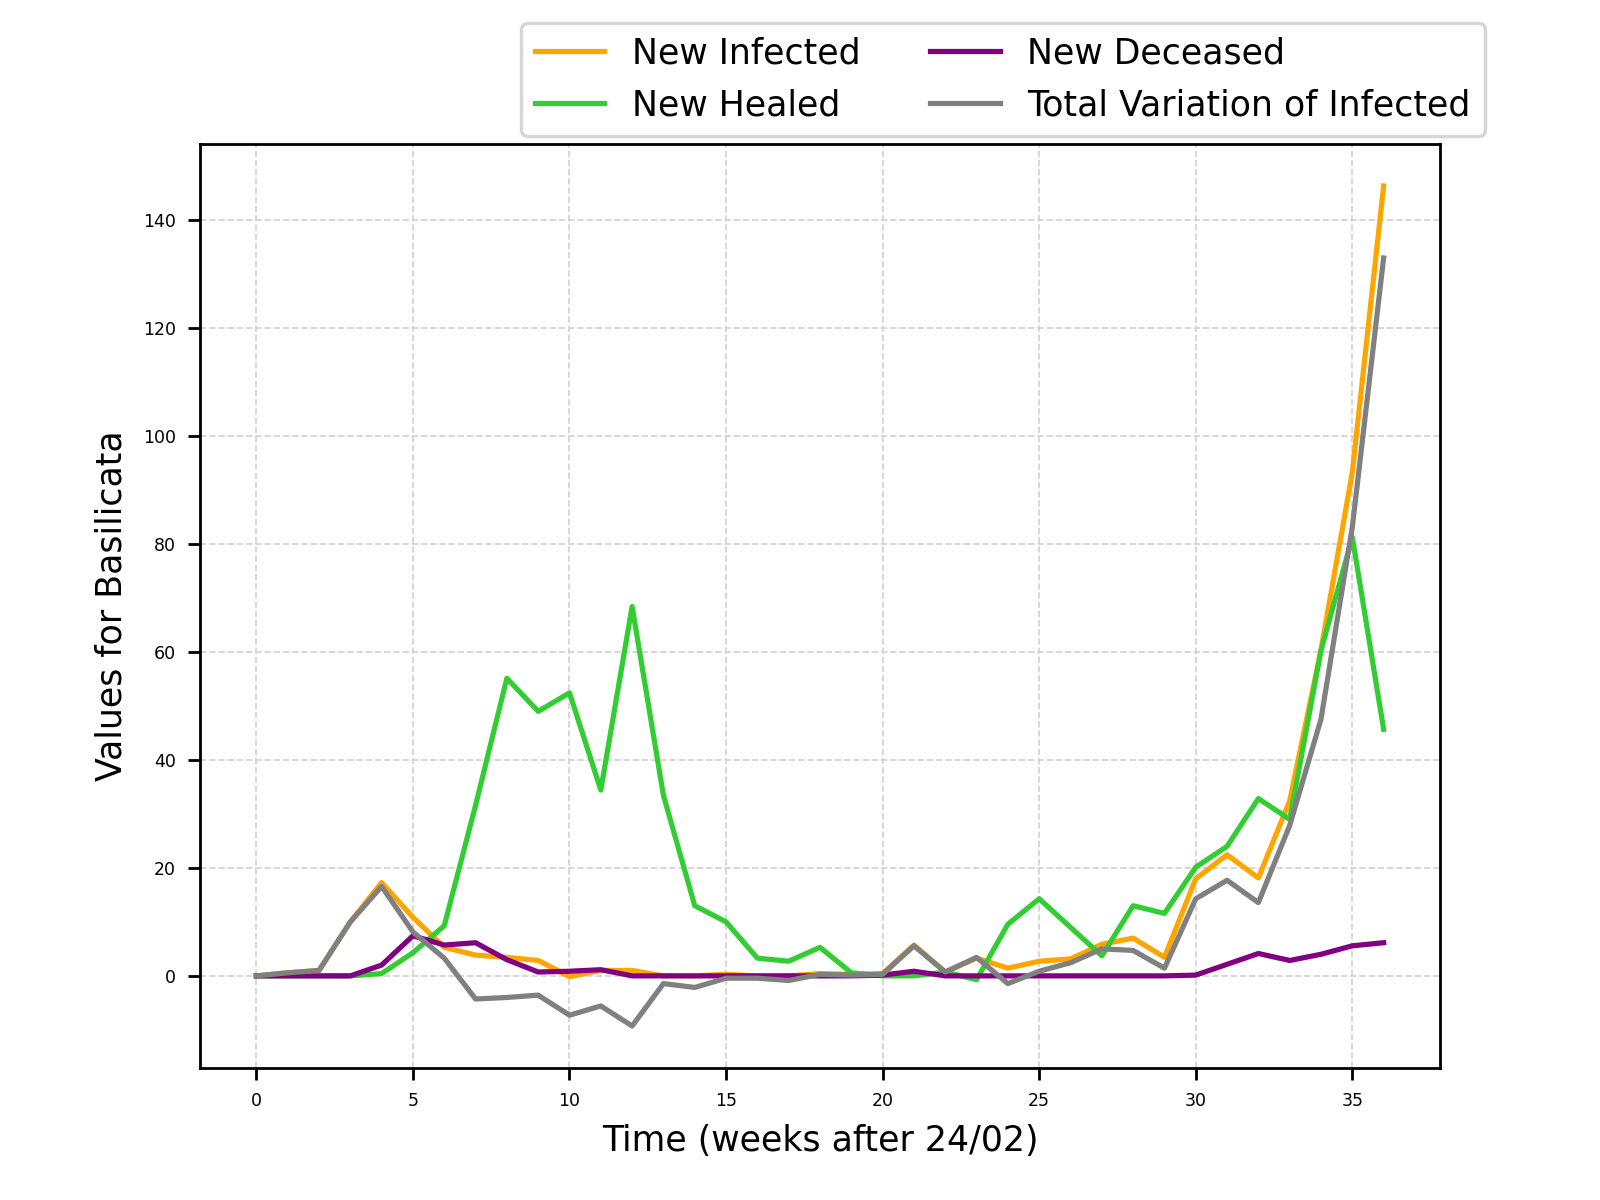 New Infected
New Healed
New Deceased
Total Variation of Infected
140
120
100
80
60
40
20
0
Values for Basilicata
0 5 10 15 20 25 30 35
Time (weeks after 24/02)